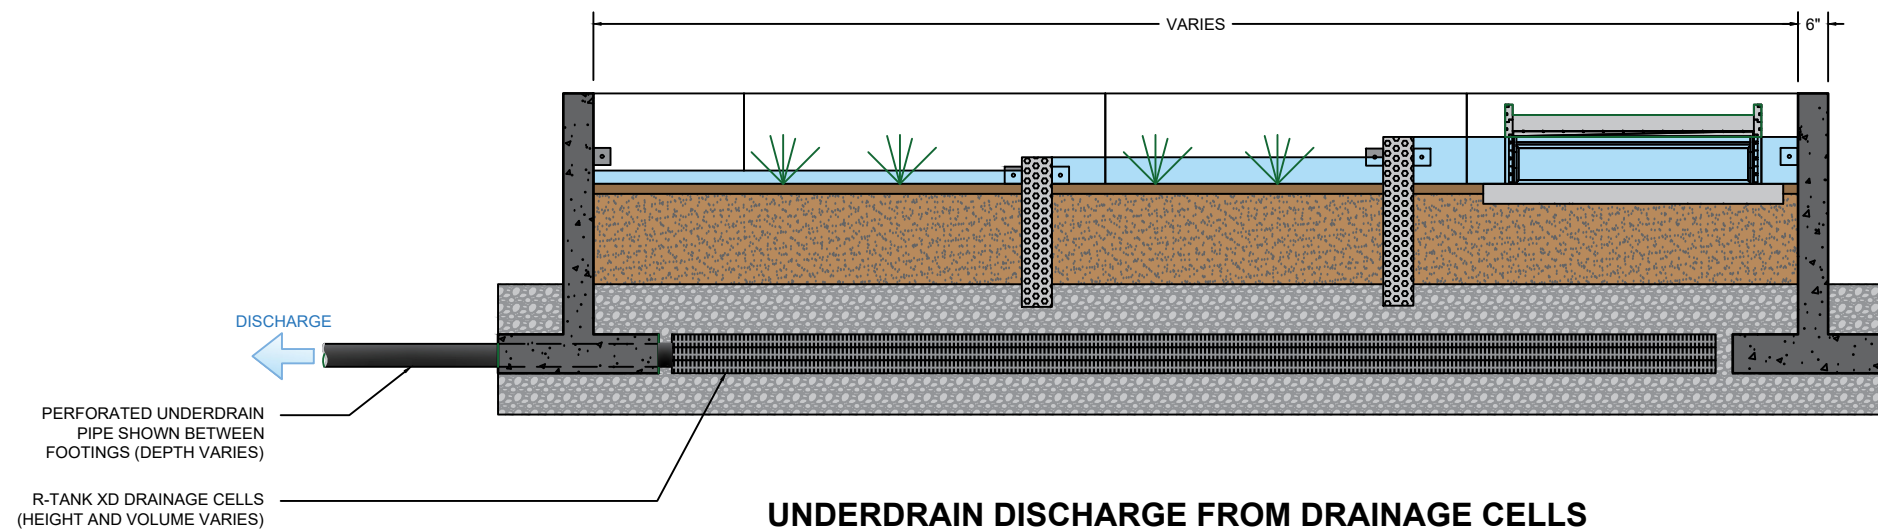 VARIES
6"
DISCHARGE
PERFORATED UNDERDRAIN
PIPE SHOWN BETWEEN
FOOTINGS (DEPTH VARIES)
R-TANK XD DRAINAGE CELLS
(HEIGHT AND VOLUME VARIES)
UNDERDRAIN DISCHARGE FROM DRAINAGE CELLS